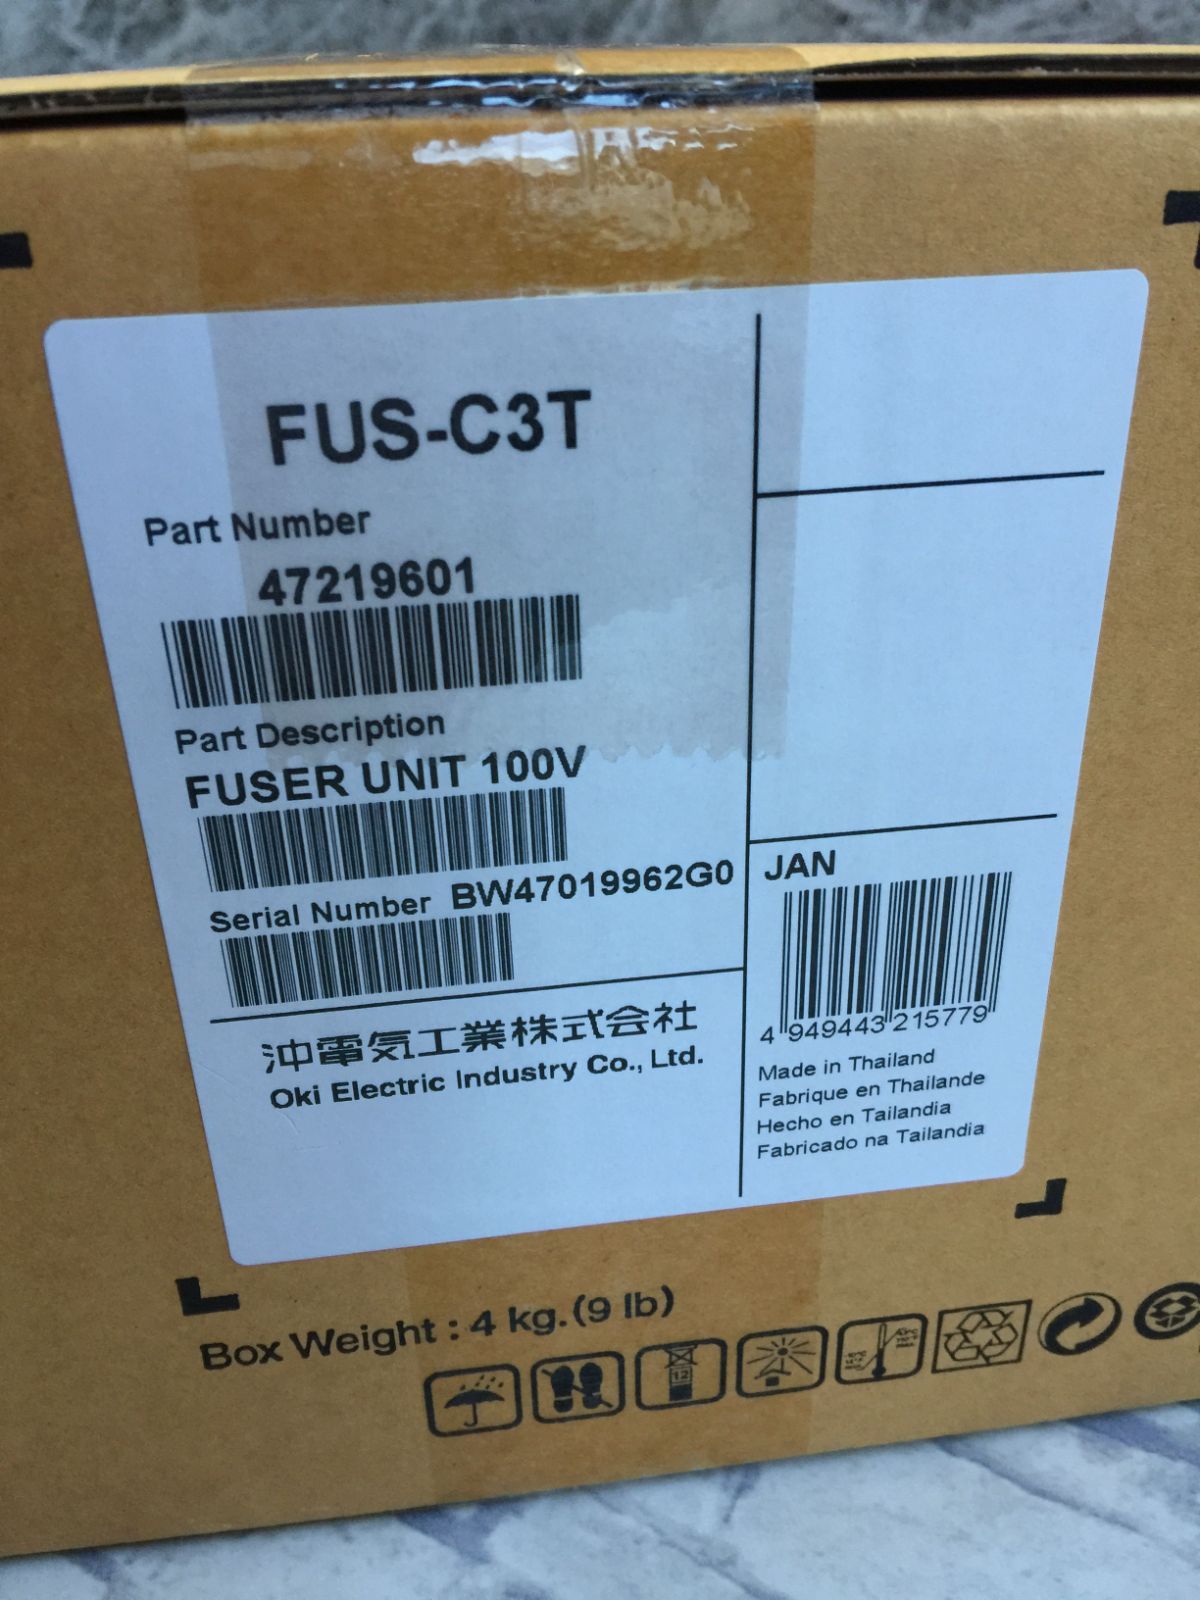 FUS-C3T
Part Number
47219601
Part Description
FUSER UNIT 100V
Serial Number BW47019962G0
沖電気工業株式会社
Oki Electric Industry Co., Ltd.
JAN
4 949443 215779
Made in Thailand
Fabrique en Thailande
Hecho en Tailandia
Fabricado na Tailandia
Box Weight : 4 kg.(9 lb)
12